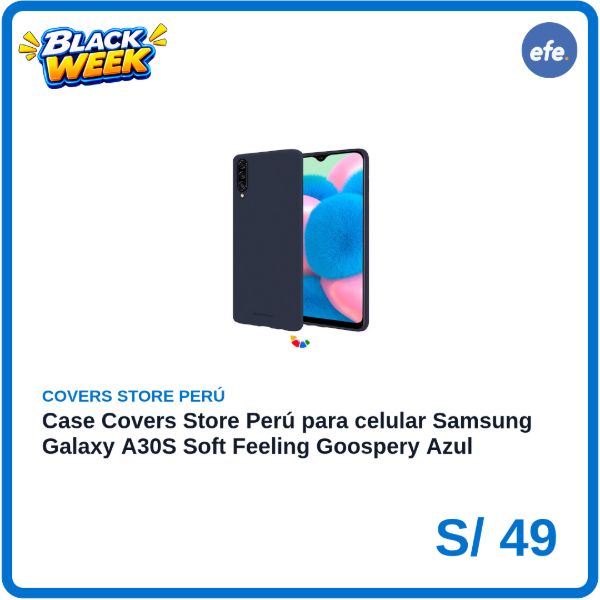 BLACK
WEEK
efe.
COVERS STORE PERÚ
Case Covers Store Perú para celular Samsung
Galaxy A30S Soft Feeling Goospery Azul
S/ 49